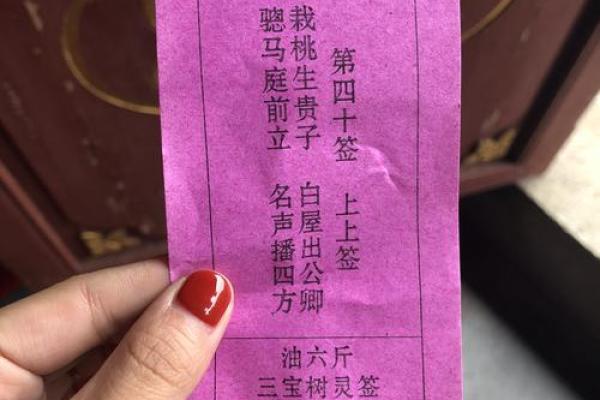 第四十签 上上签
栽桃生贵子 白屋出公卿
骢马庭前立 名声播四方
油六斤
三宝树灵签